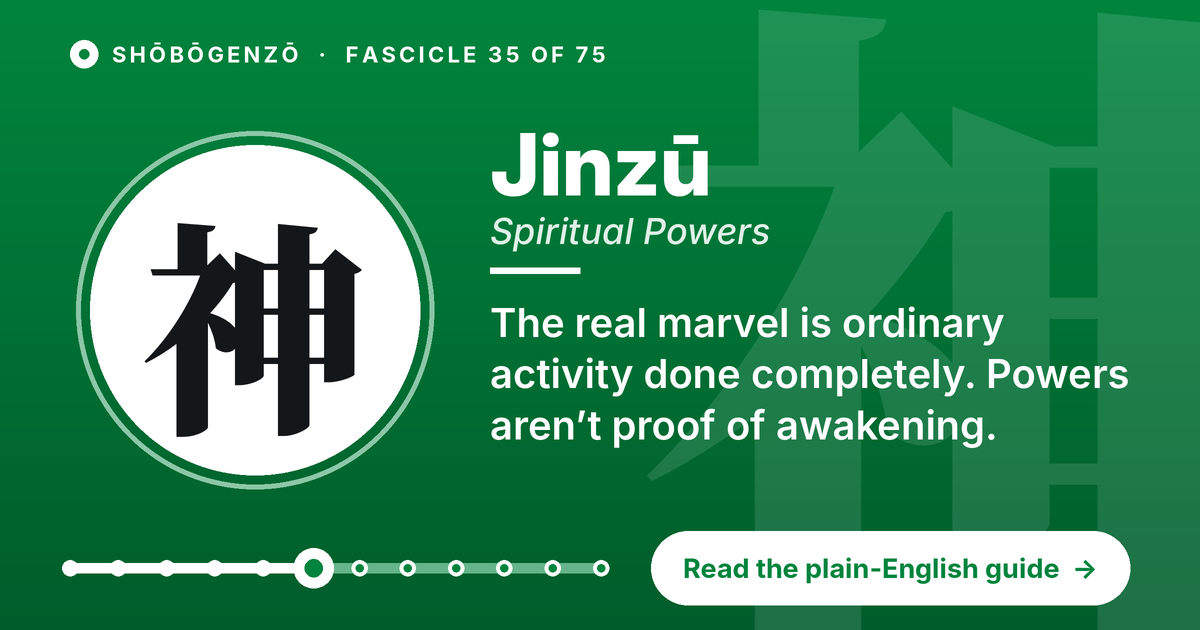 SHŌBŌGENZŌ · FASCICLE 35 OF 75
神
Jinzū
Spiritual Powers
The real marvel is ordinary
activity done completely. Powers
aren’t proof of awakening.
Read the plain-English guide →